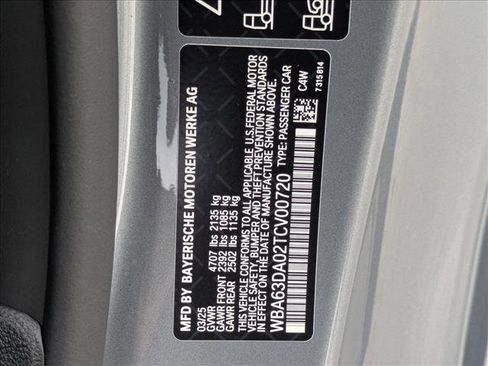 MFD BY BAYERISCHE MOTOREN WERKE AG
03/25
GVWR 4707 lbs 2135 kg
GAWR FRONT 2392 lbs 1085 kg
GAWR REAR 2502 lbs 1135 kg
THIS VEHICLE CONFORMS TO ALL APPLICABLE U.S. FEDERAL MOTOR
VEHICLE SAFETY, BUMPER, AND THEFT PREVENTION STANDARDS
IN EFFECT ON THE DATE OF MANUFACTURE SHOWN ABOVE.
WBA63DA02TCV00720 TYPE: PASSENGER CAR
C4W
7315814